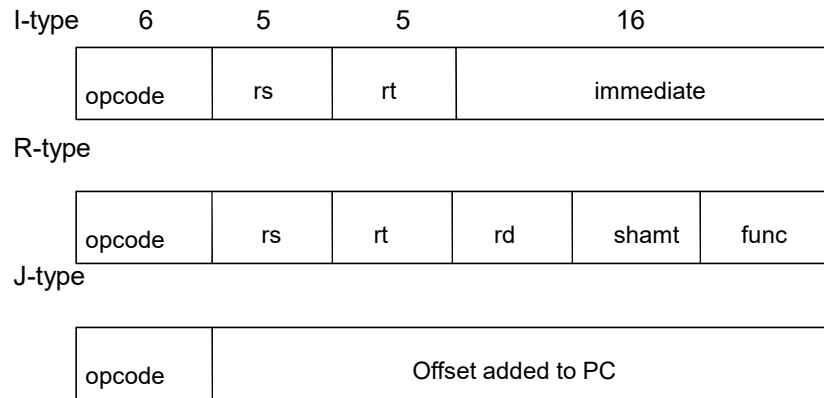 I-type 6 5 5 16
opcode rs rt immediate
R-type
opcode rs rt rd shamt func
J-type
opcode Offset added to PC